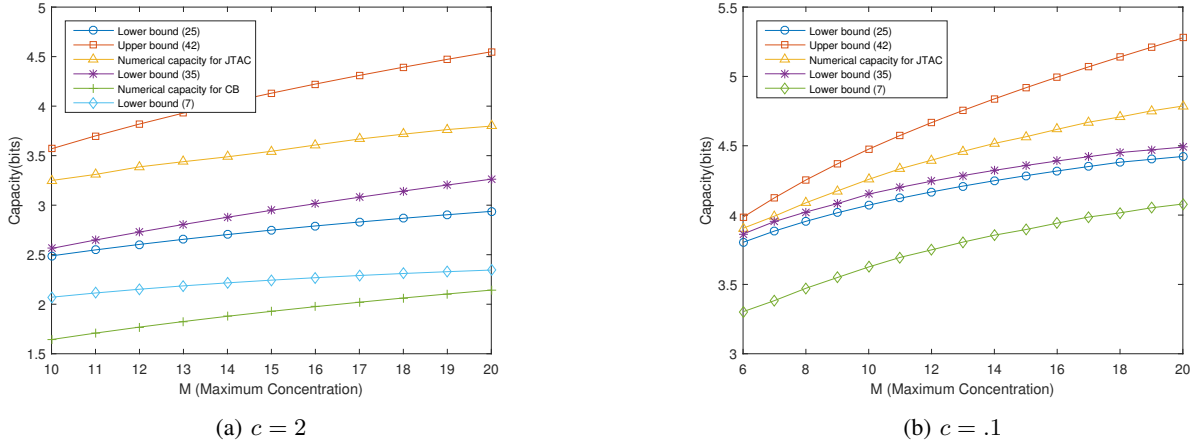 5
4.5
4
3.5
3
2.5
2
1.5
Capacity(bits)
Lower bound (25)
Upper bound (42)
Numerical capacity for JTAC
Lower bound (35)
Numerical capacity for CB
Lower bound (7)
10 11 12 13 14 15 16 17 18 19 20
M (Maximum Concentration)
(a) c = 2
5.5
5
4.5
4
3.5
3
Capacity(bits)
Lower bound (25)
Upper bound (42)
Numerical capacity for JTAC
Lower bound (35)
Lower bound (7)
6 8 10 12 14 16 18 20
M (Maximum Concentration)
(b) c = .1